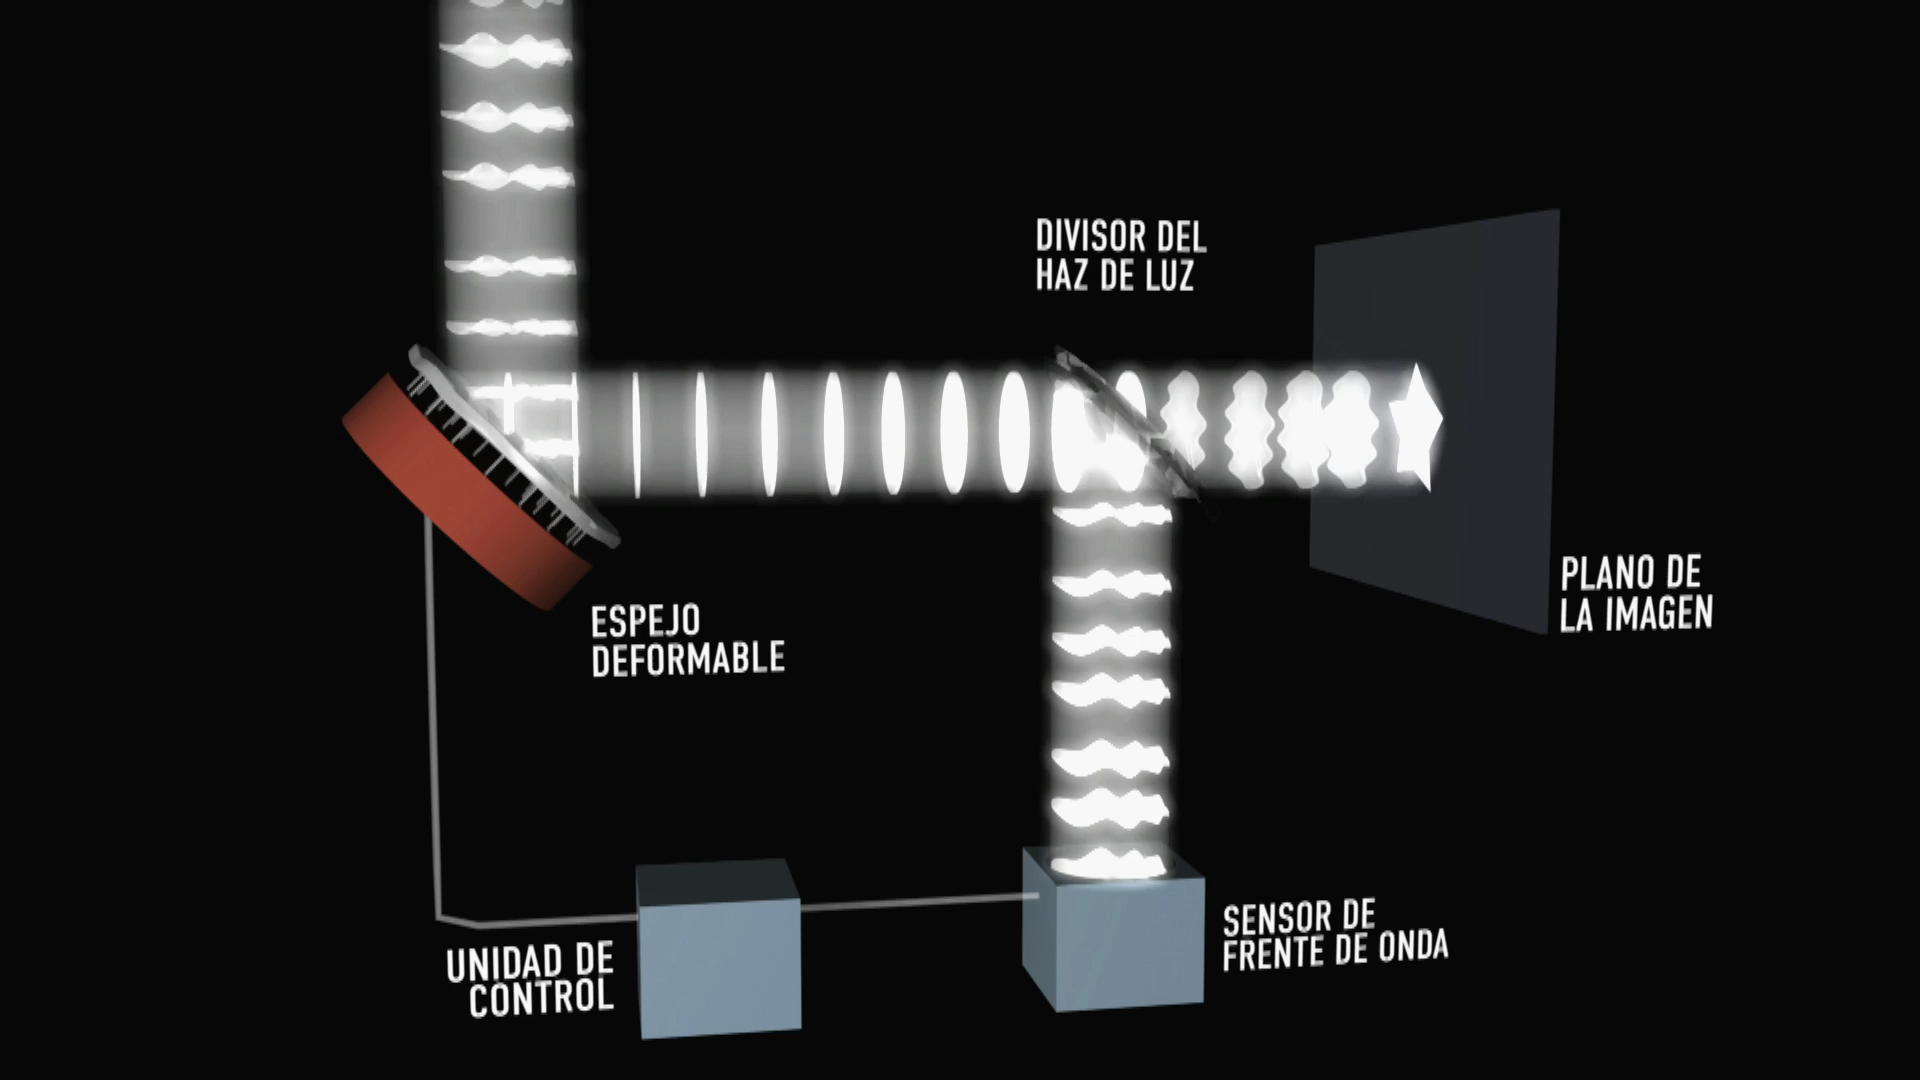 DIVISOR DEL
HAZ DE LUZ
PLANO DE
LA IMAGEN
ESPEJO
DEFORMABLE
SENSOR DE
FRENTE DE ONDA
UNIDAD DE
CONTROL